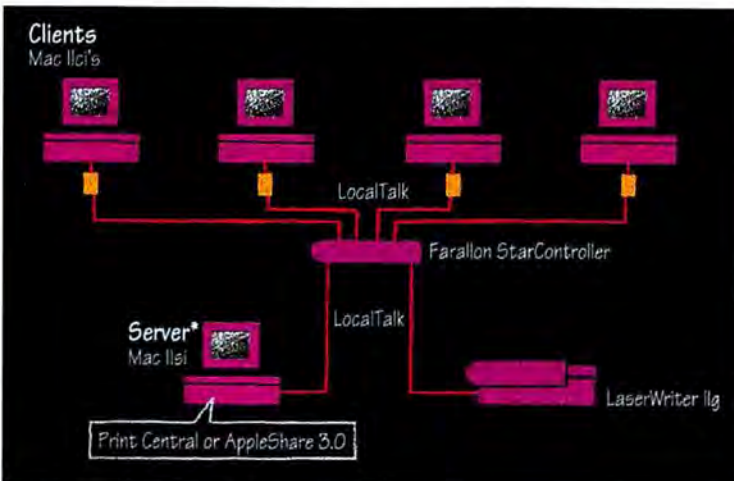 Clients
Mac IIci's
LocalTalk
Farallon StarController
LocalTalk
Server*
Mac IIsi
LaserWriter IIg
Print Central or AppleShare 3.0